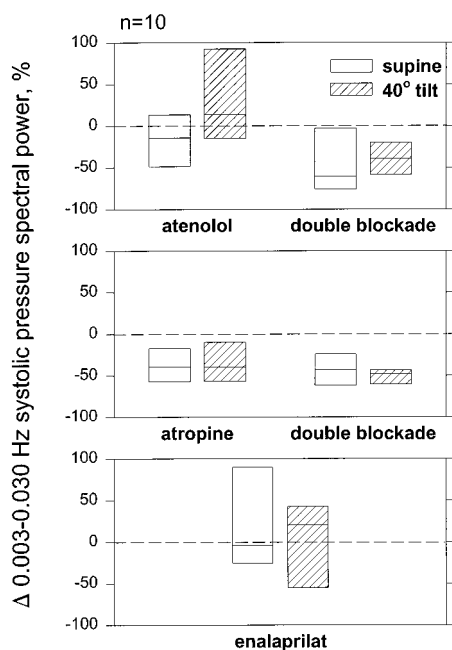 n=10
Δ 0.003-0.030 Hz systolic pressure spectral power, %
100
50
0
-50
-100
supine
40° tilt
atenolol double blockade
100
50
0
-50
-100
atropine double blockade
100
50
0
-50
-100
enalaprilat